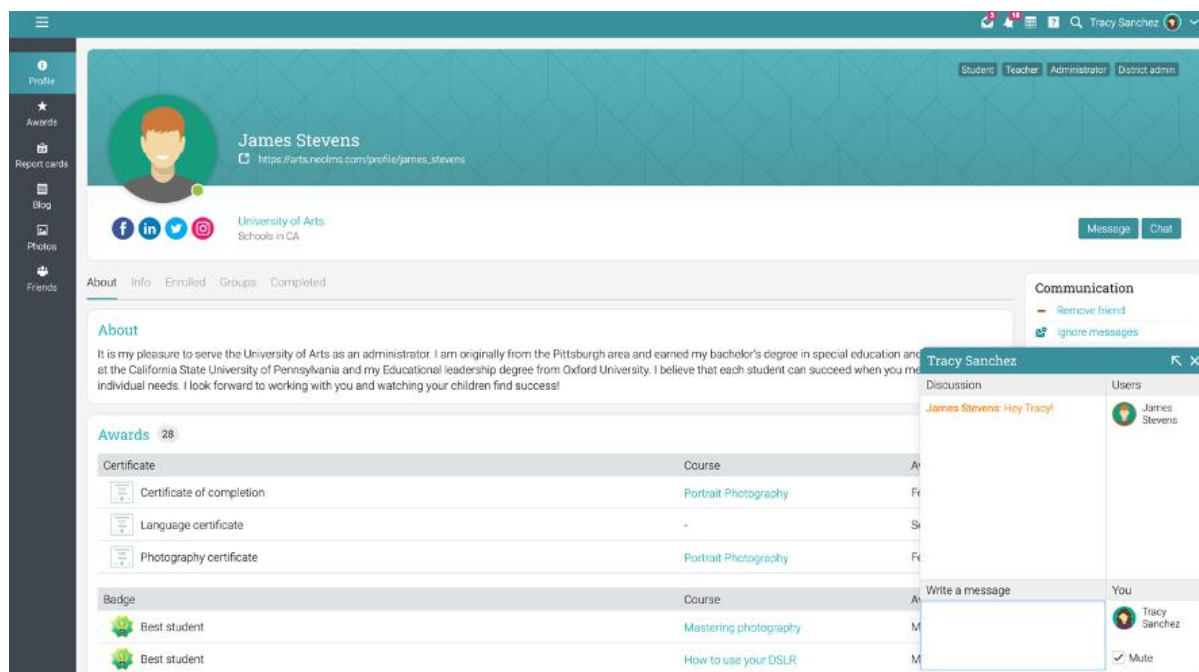 3
18
?
Tracy Sanchez
Profile
Awards
Report cards
Blog
Photos
Friends
Student Teacher Administrator District admin
James Stevens
https://arts.neolms.com/profile/james_stevens
f in
University of Arts
Schools in CA
Message Chat
About Info Enrolled Groups Completed
Communication
Remove friend
Ignore messages
About
It is my pleasure to serve the University of Arts as an administrator. I am originally from the Pittsburgh area and earned my bachelor's degree in special education and
at the California State University of Pennsylvania and my Educational leadership degree from Oxford University. I believe that each student can succeed when you me
individual needs. I look forward to working with you and watching your children find success!
Awards 28
Certificate Course
Certificate of completion Portrait Photography
Language certificate -
Photography certificate Portrait Photography
Badge Course
Best student Mastering photography
Best student How to use your DSLR
Tracy Sanchez
Discussion Users
James Stevens: Hey Tracy!
James
Stevens
Write a message You
Tracy
Sanchez
Mute